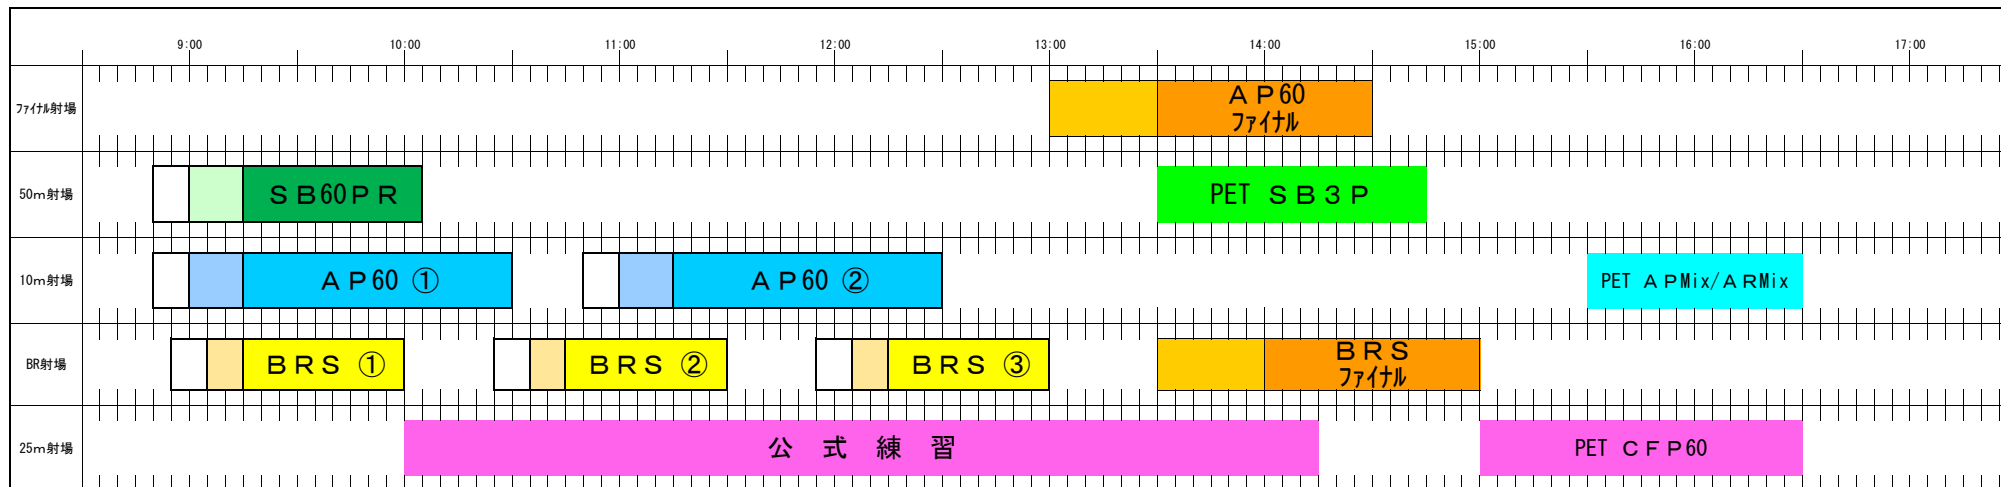 9:00 10:00 11:00 12:00 13:00 14:00 15:00 16:00 17:00
ﾌｧｲﾅﾙ射場
ＡＰ60
ﾌｧｲﾅﾙ
50ｍ射場
ＳＢ60ＰＲ
PET ＳＢ３Ｐ
10ｍ射場
ＡＰ60 ①
ＡＰ60 ②
PET ＡＰMix/ＡＲMix
BR射場
ＢＲＳ ①
ＢＲＳ ②
ＢＲＳ ③
ＢＲＳ
ﾌｧｲﾅﾙ
25ｍ射場
公 式 練 習
PET ＣＦＰ60